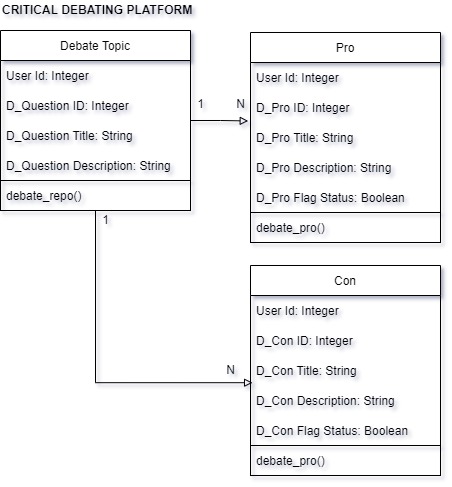 CRITICAL DEBATING PLATFORM
Debate Topic
User Id: Integer
D_Question ID: Integer
D_Question Title: String
D_Question Description: String
debate_repo()
1
N
Pro
User Id: Integer
D_Pro ID: Integer
D_Pro Title: String
D_Pro Description: String
D_Pro Flag Status: Boolean
debate_pro()
1
N
Con
User Id: Integer
D_Con ID: Integer
D_Con Title: String
D_Con Description: String
D_Con Flag Status: Boolean
debate_pro()